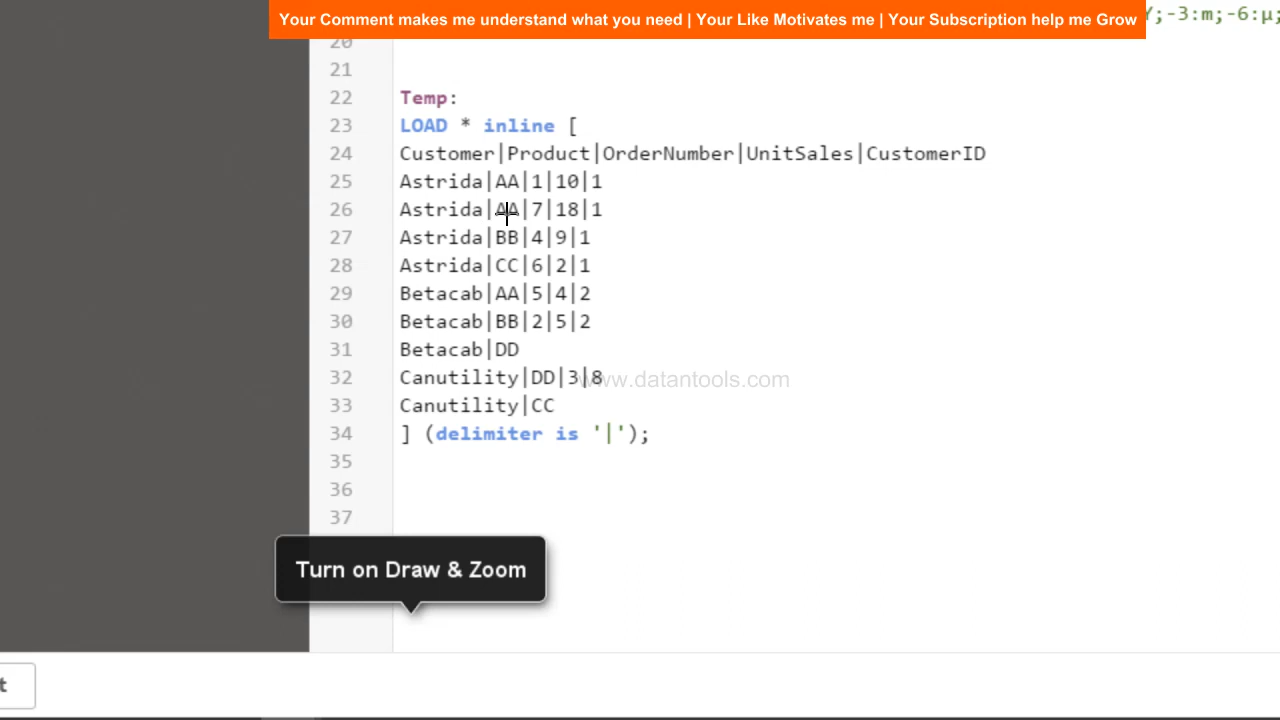 Your Comment makes me understand what you need | Your Like Motivates me | Your Subscription help me Grow
Y;-3:m;-6:µ;
20
21
22 Temp:
23 LOAD * inline [
24 Customer|Product|OrderNumber|UnitSales|CustomerID
25 Astrida|AA|1|10|1
26 Astrida|AA|7|18|1
27 Astrida|BB|4|9|1
28 Astrida|CC|6|2|1
29 Betacab|AA|5|4|2
30 Betacab|BB|2|5|2
31 Betacab|DD
32 Canutility|DD|3|8
www.datantools.com
33 Canutility|CC
34 ] (delimiter is '|');
35
36
37
Turn on Draw & Zoom
t